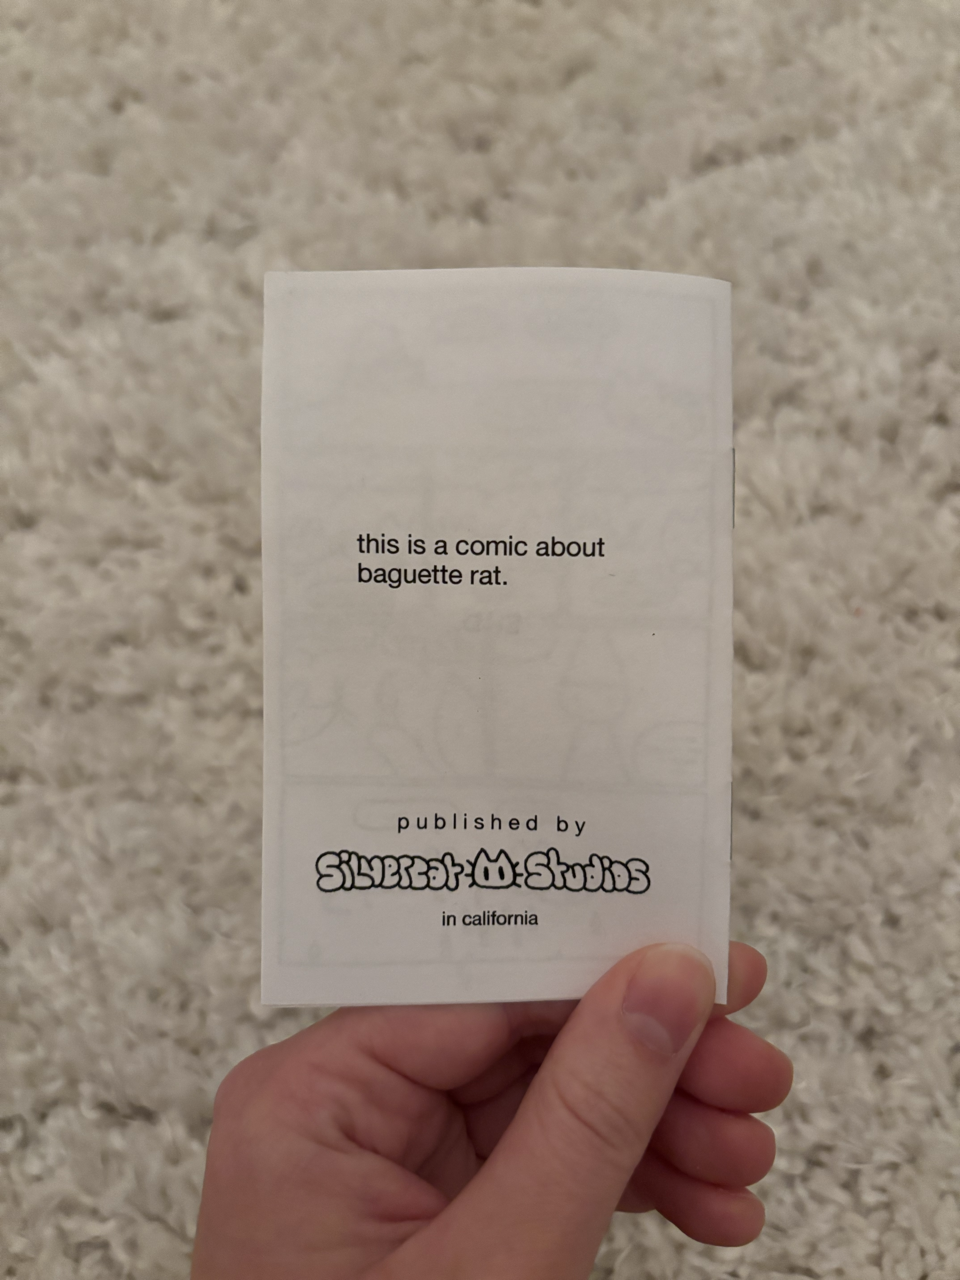 this is a comic about
baguette rat.
published by
Silvercat Studios
in california